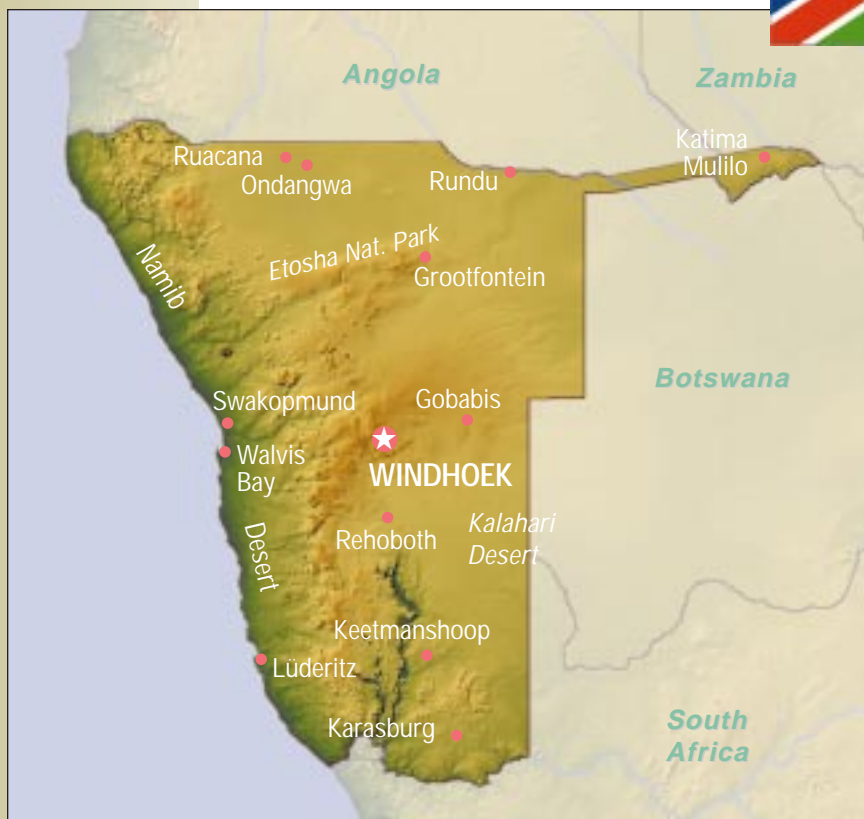 Angola
Zambia
Katima
Mulilo
Ruacana
Ondangwa
Rundu
Etosha Nat. Park
Grootfontein
Namib
Botswana
Swakopmund
Gobabis
Walvis
Bay
WINDHOEK
Kalahari
Desert
Rehoboth
Desert
Keetmanshoop
Lüderitz
Karasburg
South
Africa